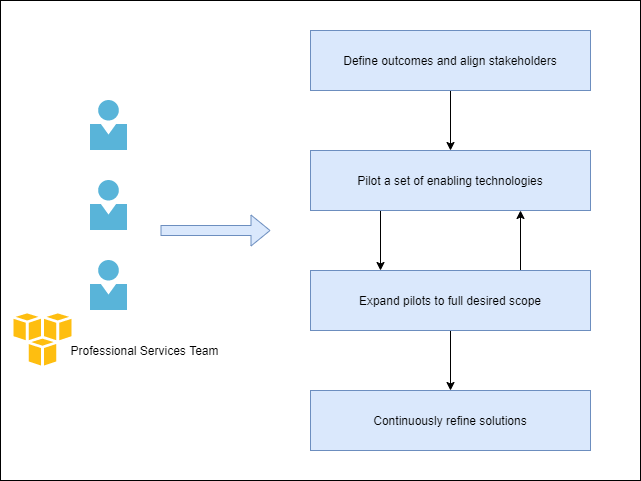 Define outcomes and align stakeholders
Pilot a set of enabling technologies
Expand pilots to full desired scope
Professional Services Team
Continuously refine solutions